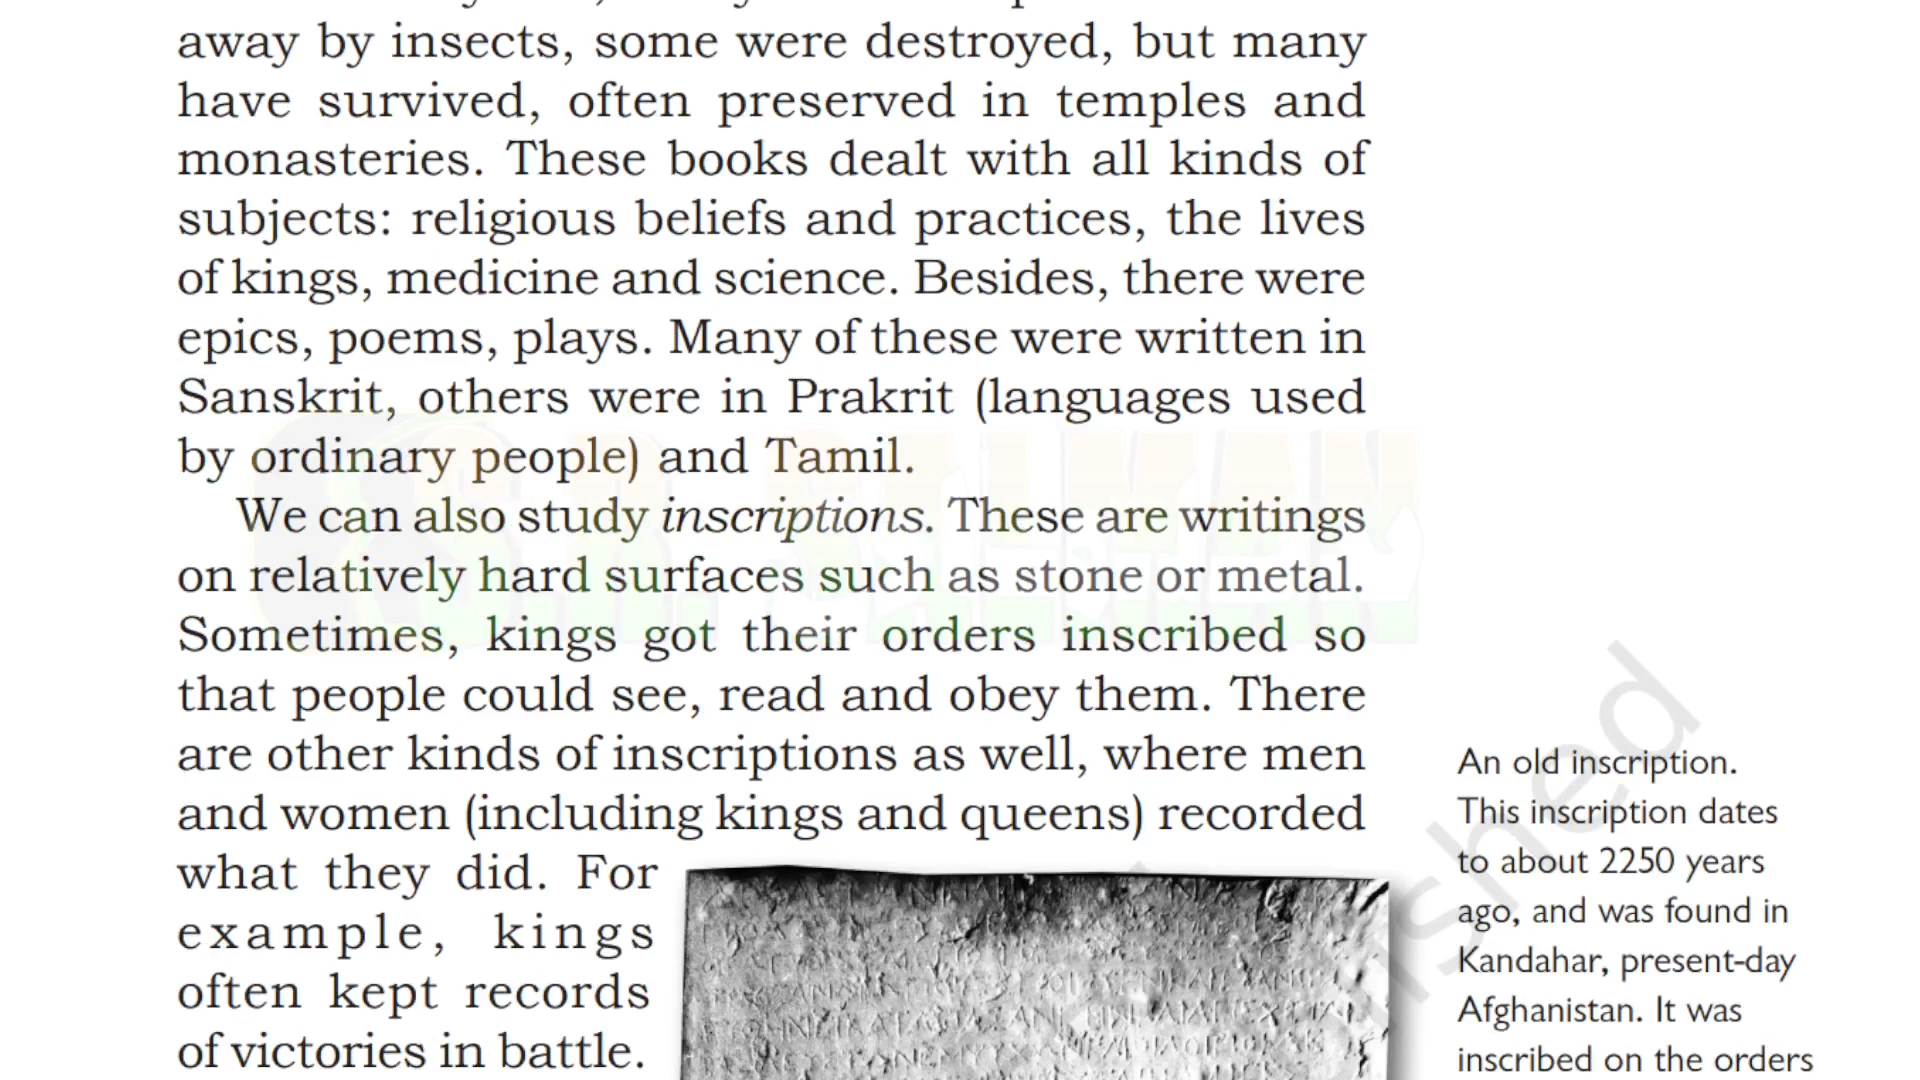 away by insects, some were destroyed, but many
have survived, often preserved in temples and
monasteries. These books dealt with all kinds of
subjects: religious beliefs and practices, the lives
of kings, medicine and science. Besides, there were
epics, poems, plays. Many of these were written in
Sanskrit, others were in Prakrit (languages used
by ordinary people) and Tamil.
We can also study inscriptions. These are writings
on relatively hard surfaces such as stone or metal.
Sometimes, kings got their orders inscribed so
that people could see, read and obey them. There
are other kinds of inscriptions as well, where men
and women (including kings and queens) recorded
what they did. For
example, kings
often kept records
of victories in battle.
An old inscription.
This inscription dates
to about 2250 years
ago, and was found in
Kandahar, present-day
Afghanistan. It was
inscribed on the orders